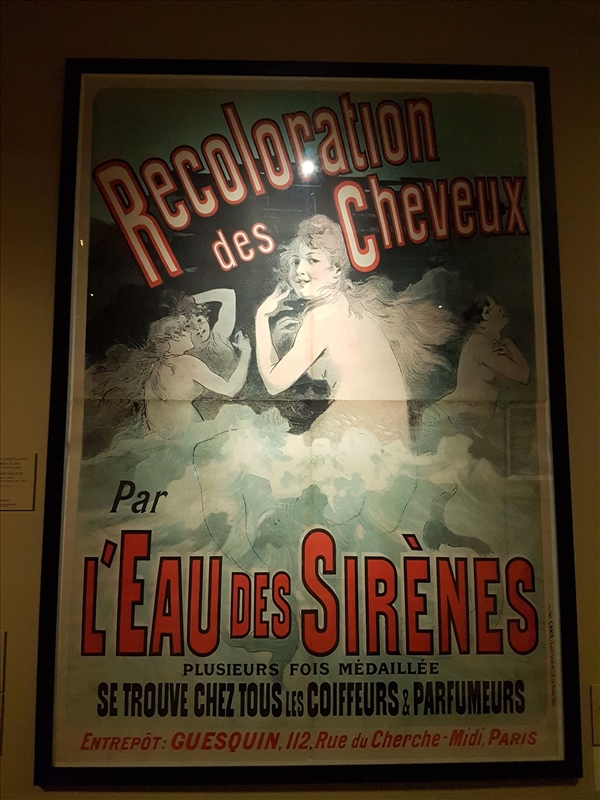 Recoloration
des Cheveux
Par
L'EAU DES SIRÈNES
PLUSIEURS FOIS MÉDAILLÉE
SE TROUVE CHEZ TOUS LES COIFFEURS & PARFUMEURS
ENTREPÔT: GUESQUIN, 112, Rue du Cherche-Midi, PARIS